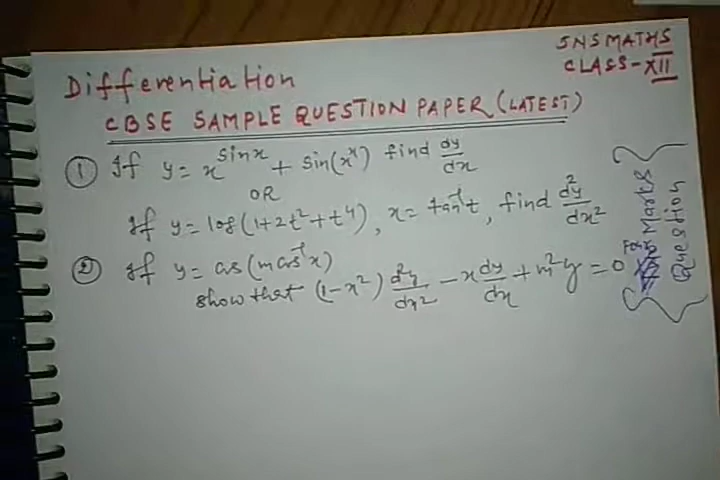 SNS MATHS
CLASS-XII
Differentiation
CBSE SAMPLE QUESTION PAPER (LATEST)
① If y = x^sinx + Sin(x^x) find dy/dx
OR
If y = log(1+2t²+t⁴), x = tan⁻¹t, find d²y/dx²
② If y = cos(m cos⁻¹x)
show that (1-x²) d²y/dx² - x dy/dx + m²y = 0
Four
Marks
Question